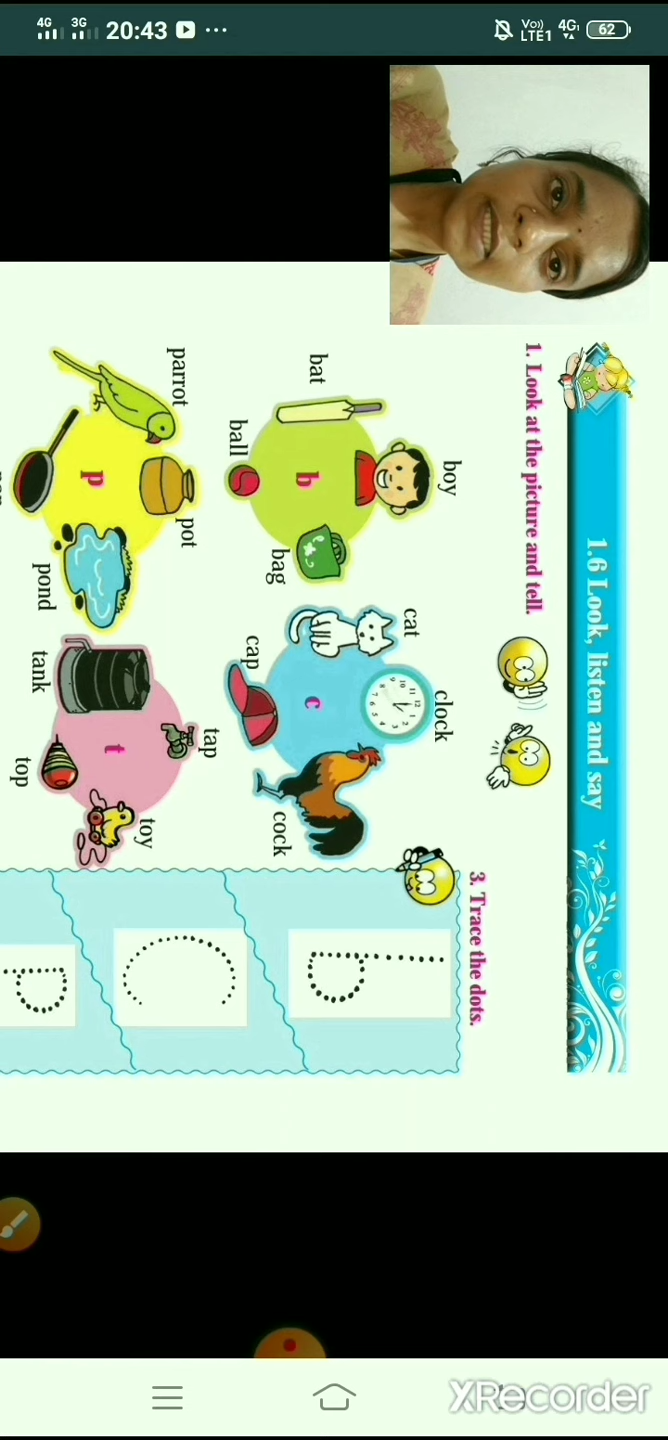 4G 3G 20:43
Vo)) LTE1 4G 62
1.6 Look, listen and say
1. Look at the picture and tell.
boy
bat
b
ball
bag
clock
cat
c
cap
cock
parrot
pot
p
pond
tap
tank
t
top
toy
3. Trace the dots.
b
c
p
XRecorder